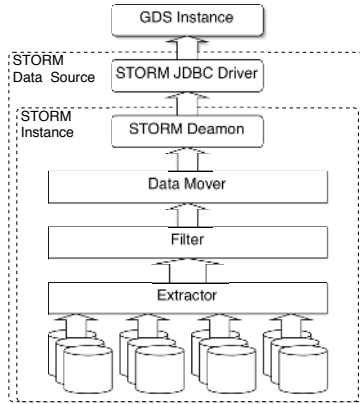 GDS Instance
STORM
Data Source
STORM JDBC Driver
STORM
Instance
STORM Deamon
Data Mover
Filter
Extractor